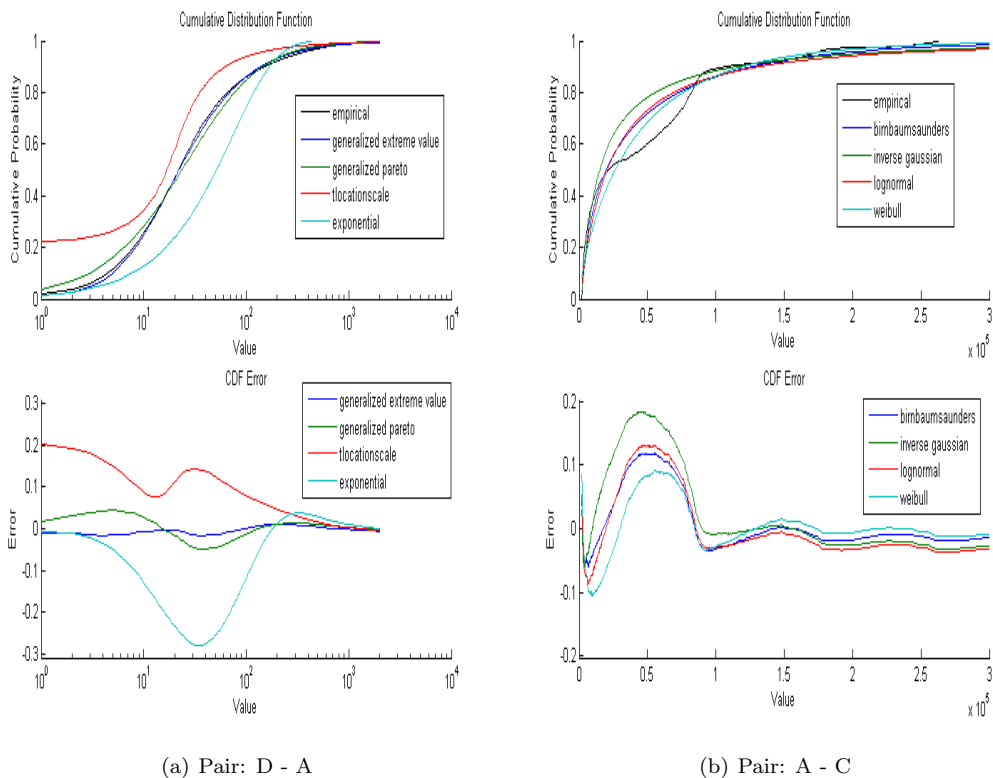 Cumulative Distribution Function
Cumulative Probability
1
0.8
0.6
0.4
0.2
0
10^0
10^1
10^2
10^3
10^4
Value
empirical
generalized extreme value
generalized pareto
tlocationscale
exponential
Cumulative Distribution Function
Cumulative Probability
1
0.8
0.6
0.4
0.2
0
0
0.5
1
1.5
2
2.5
3
Value
x 10^5
empirical
birnbaumsaunders
inverse gaussian
lognormal
weibull
CDF Error
Error
0.3
0.2
0.1
0
-0.1
-0.2
-0.3
10^0
10^1
10^2
10^3
10^4
Value
generalized extreme value
generalized pareto
tlocationscale
exponential
CDF Error
Error
0.2
0.1
0
-0.1
-0.2
0
0.5
1
1.5
2
2.5
3
Value
x 10^5
birnbaumsaunders
inverse gaussian
lognormal
weibull
(a) Pair: D - A
(b) Pair: A - C